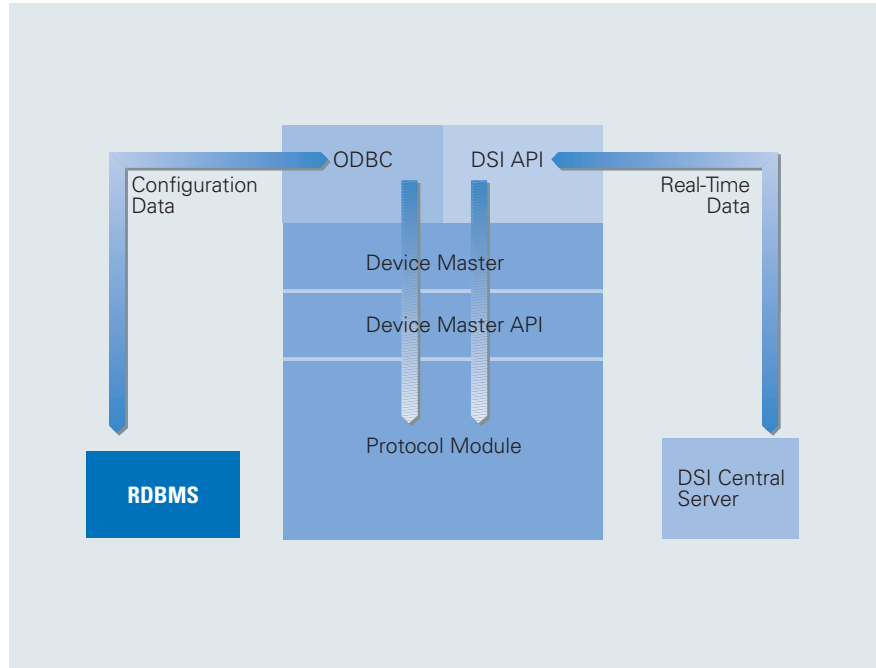 ODBC
DSI API
Configuration
Data
Real-Time
Data
Device Master
Device Master API
Protocol Module
RDBMS
DSI Central
Server